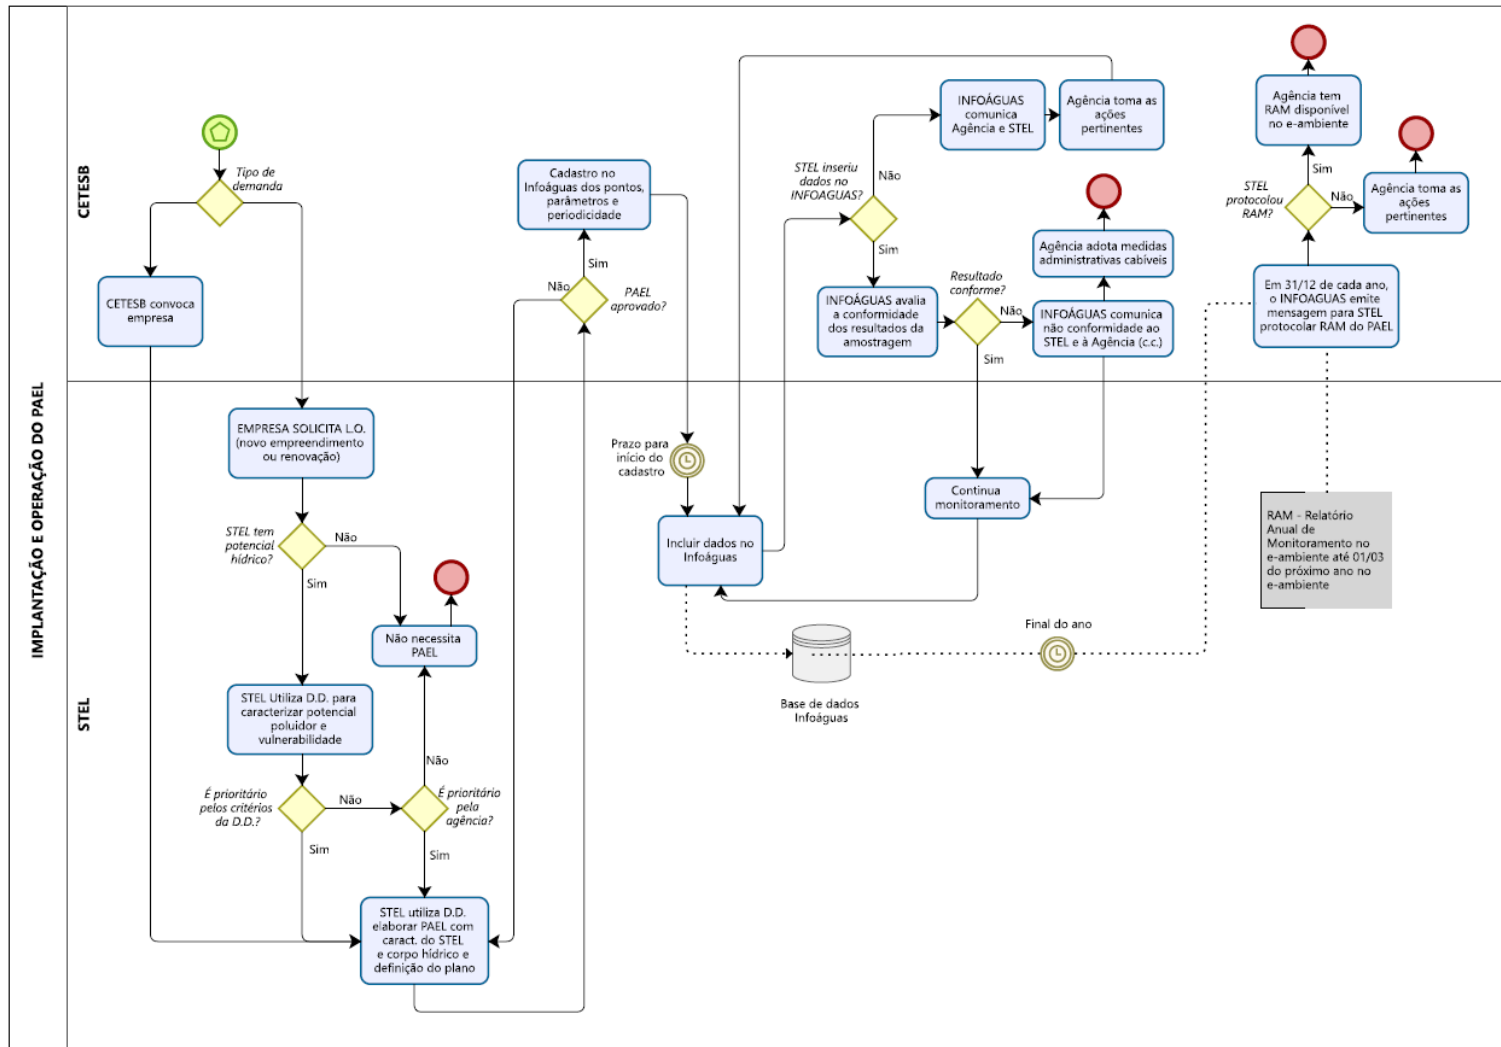 IMPLANTAÇÃO E OPERAÇÃO DO PAEL
CETESB
Tipo de
demanda
CETESB convoca
empresa
Cadastro no
Infoáguas dos pontos,
parâmetros e
periodicidade
Sim
Não
PAEL
aprovado?
INFOÁGUAS
comunica
Agência e STEL
Agência toma as
ações
pertinentes
STEL inseriu
dados no
INFOAGUAS?
Não
Sim
INFOÁGUAS avalia
a conformidade
dos resultados da
amostragem
Resultado
conforme?
Não
Sim
Agência adota medidas
administrativas cabíveis
INFOÁGUAS comunica
não conformidade ao
STEL e à Agência (c.c.)
Agência tem
RAM disponível
no e-ambiente
Sim
STEL
protocolou
RAM?
Não
Agência toma as
ações
pertinentes
Em 31/12 de cada ano,
o INFOAGUAS emite
mensagem para STEL
protocolar RAM do PAEL
STEL
EMPRESA SOLICITA L.O.
(novo empreendimento
ou renovação)
STEL tem
potencial
hídrico?
Não
Sim
Não necessita
PAEL
STEL Utiliza D.D. para
caracterizar potencial
poluidor e
vulnerabilidade
É prioritário
pelos critérios
da D.D.?
Não
Sim
Não
É prioritário
pela
agência?
Sim
STEL utiliza D.D.
elaborar PAEL com
caract. do STEL
e corpo hídrico e
definição do plano
Prazo para
início do
cadastro
Incluir dados no
Infoáguas
Continua
monitoramento
Base de dados
Infoáguas
Final do ano
RAM - Relatório
Anual de
Monitoramento no
e-ambiente até 01/03
do próximo ano no
e-ambiente